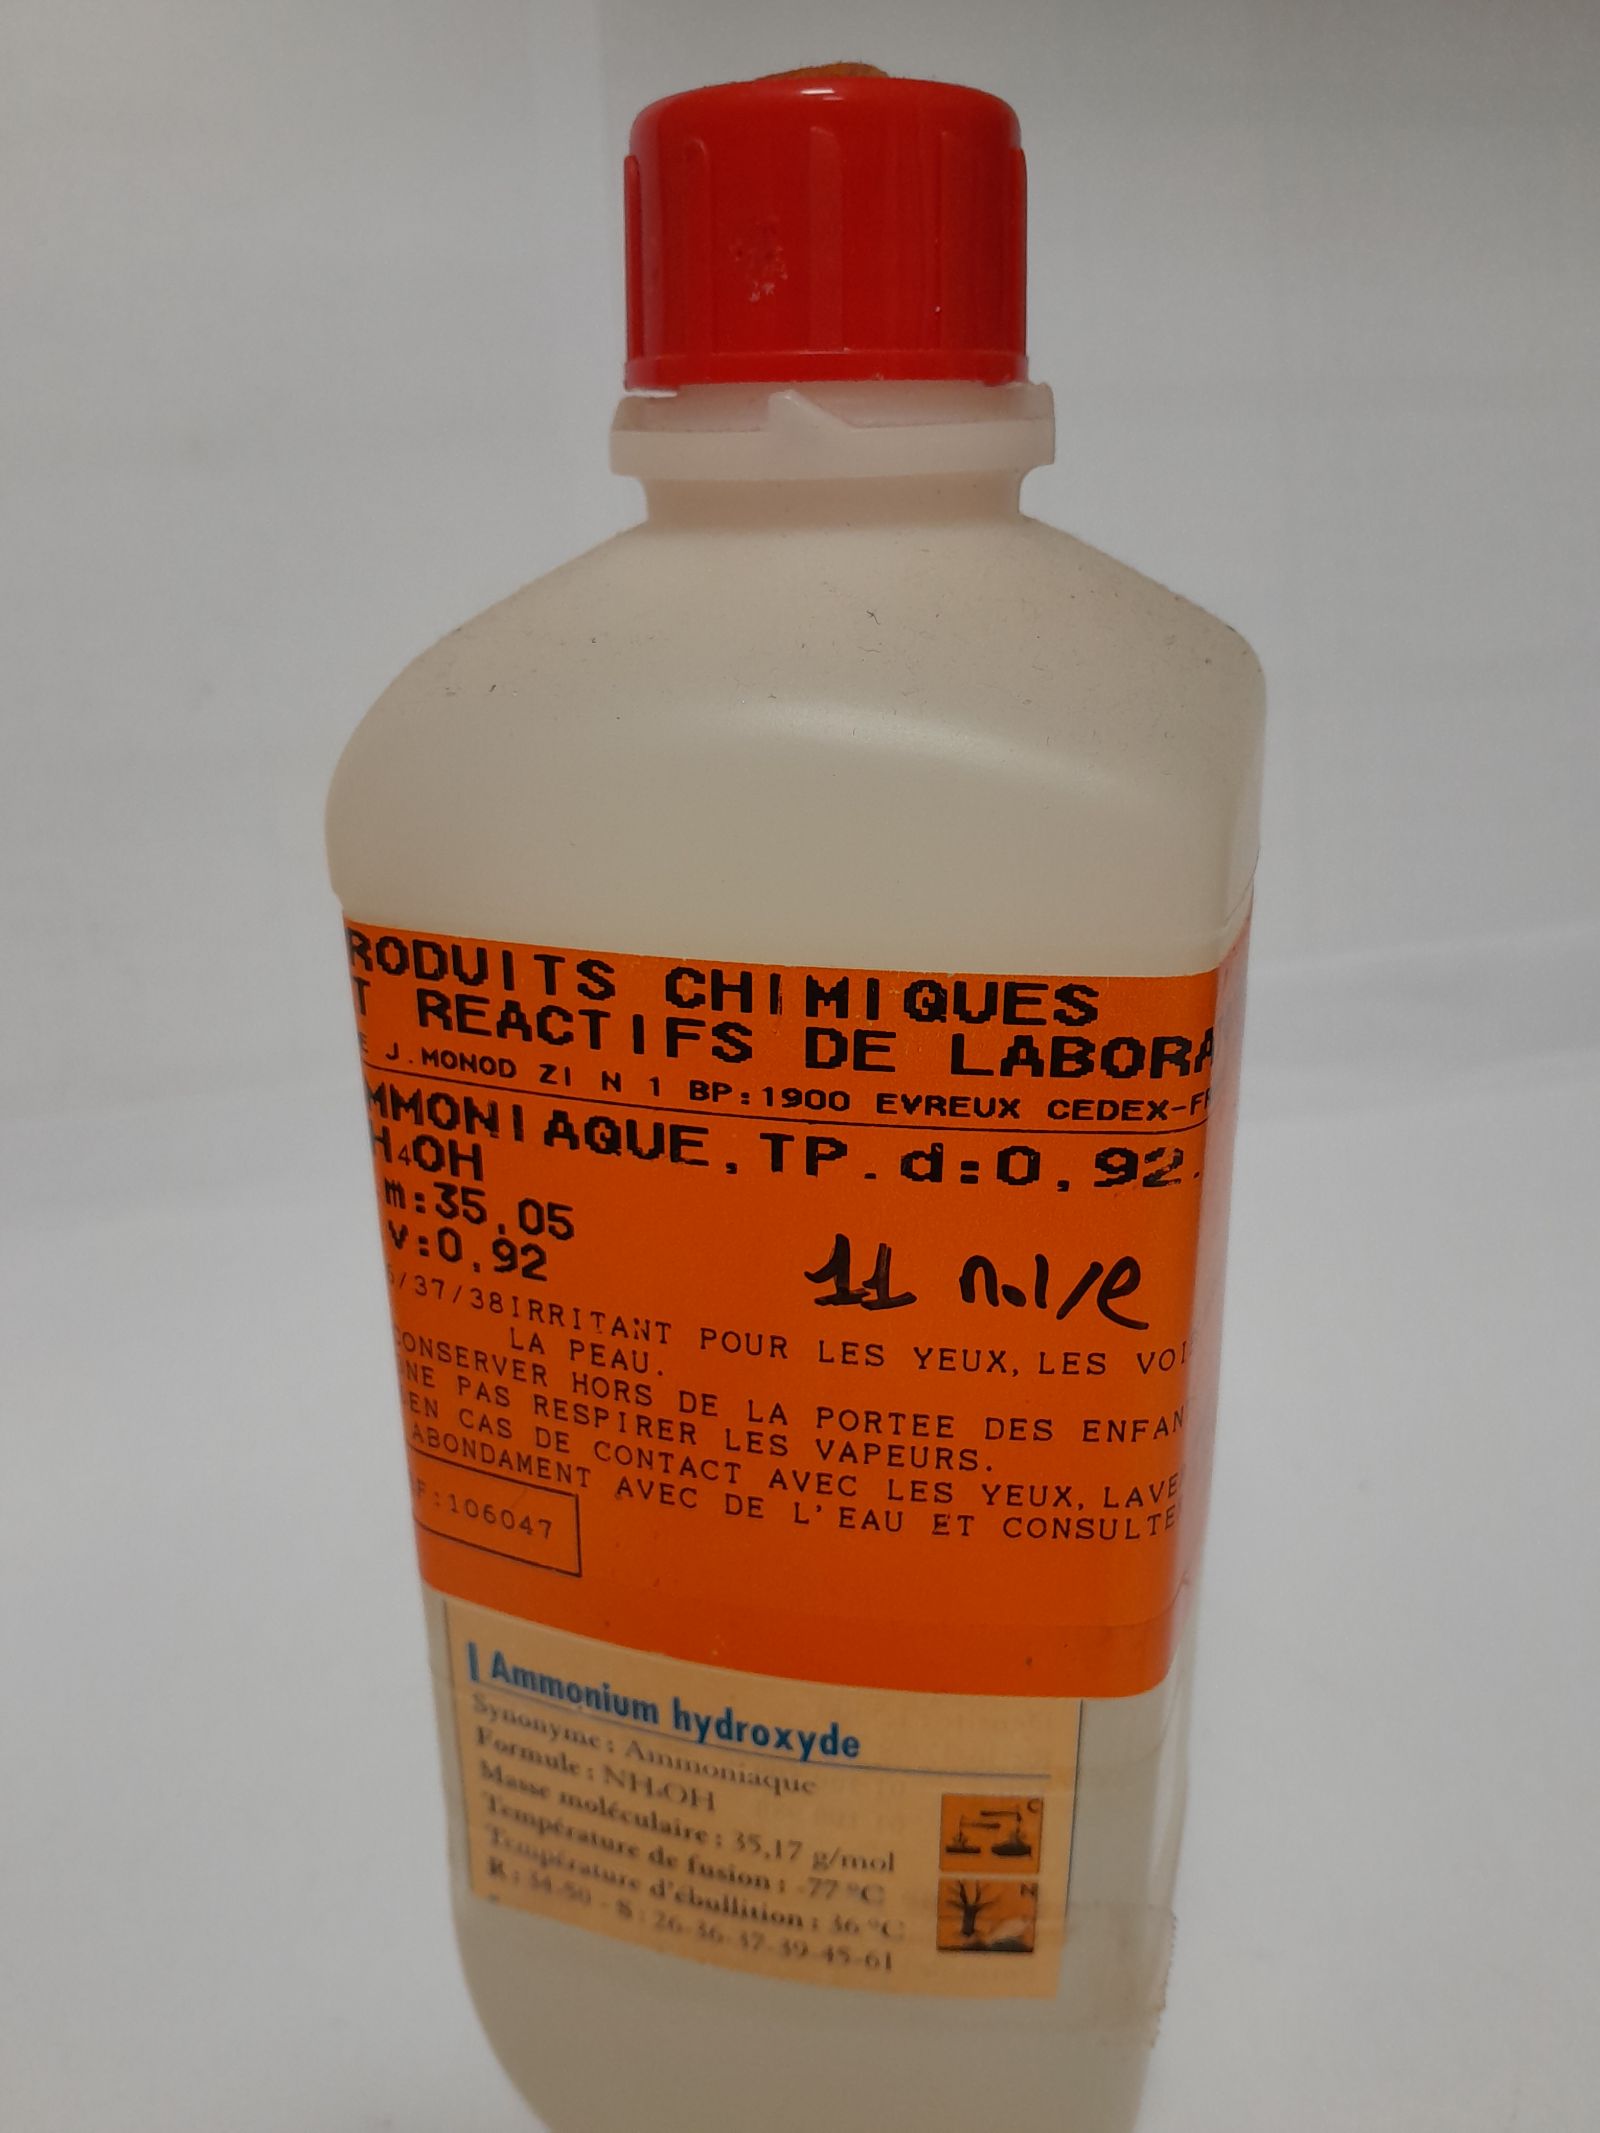 RODUITS CHIMIQUES
T REACTIFS DE LABORA
E J.MONOD ZI N 1 BP:1900 EVREUX CEDEX-FR
MMONIAQUE,TP.d:0,92.
H₄OH
m:35,05
v:0,92
11 mol/l
6/37/38IRRITANT POUR LES YEUX, LES VOI
LA PEAU.
CONSERVER HORS DE LA PORTEE DES ENFAN
NE PAS RESPIRER LES VAPEURS.
EN CAS DE CONTACT AVEC LES YEUX, LAVE
ABONDAMENT AVEC DE L'EAU ET CONSULTE
F:106047
Ammonium hydroxyde
Synonyme : Ammoniaque
Formule : NH₄OH
Masse moléculaire : 35,17 g/mol
Température de fusion : -77 °C
Température d'ébullition : 36 °C
R : 34-50 - S : 26-36-37-39-45-61
C
N